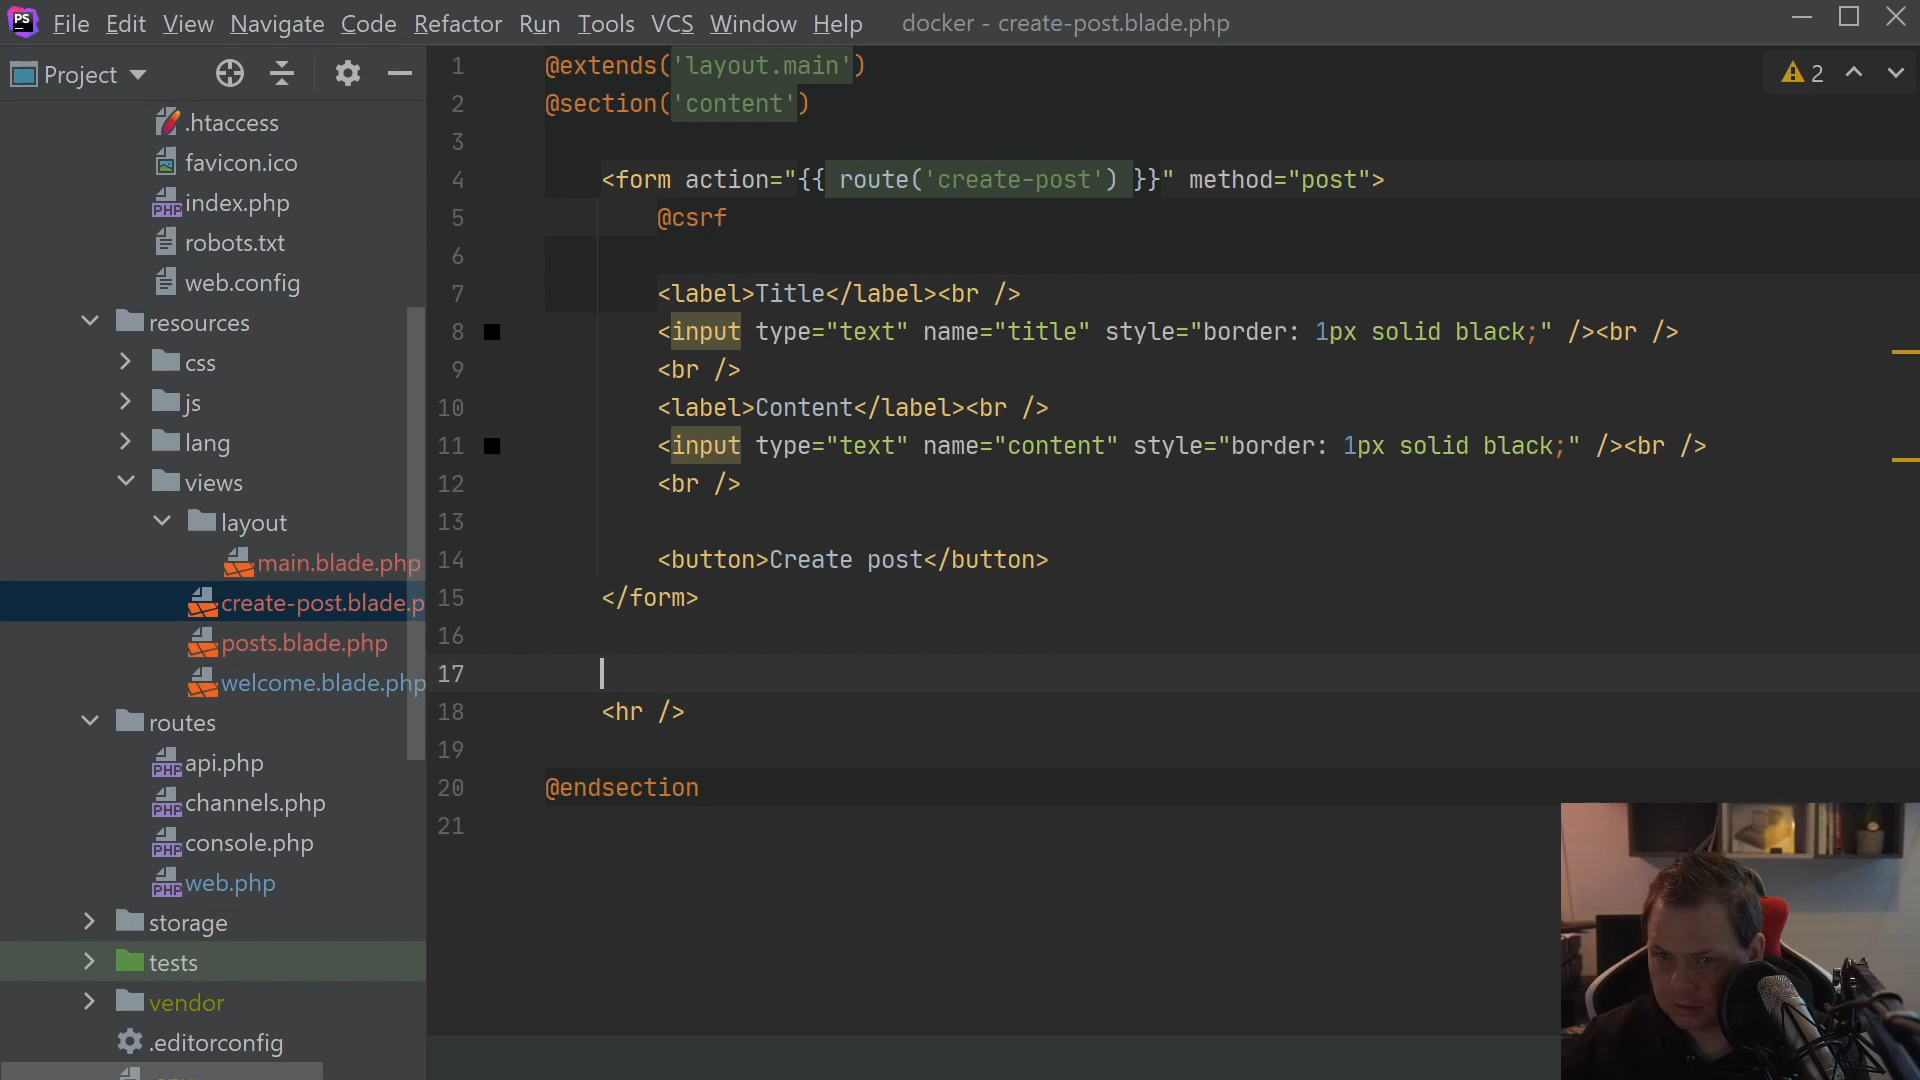 PS File Edit View Navigate Code Refactor Run Tools VCS Window Help docker - create-post.blade.php
Project
.htaccess
favicon.ico
index.php
robots.txt
web.config
resources
css
js
lang
views
layout
main.blade.php
create-post.blade.p
posts.blade.php
welcome.blade.php
routes
api.php
channels.php
console.php
web.php
storage
tests
vendor
.editorconfig
2
1 @extends('layout.main')
2 @section('content')
3
4 <form action="{{ route('create-post') }}" method="post">
5 @csrf
6
7 <label>Title</label><br />
8 <input type="text" name="title" style="border: 1px solid black;" /><br />
9 <br />
10 <label>Content</label><br />
11 <input type="text" name="content" style="border: 1px solid black;" /><br />
12 <br />
13
14 <button>Create post</button>
15 </form>
16
17
18 <hr />
19
20 @endsection
21